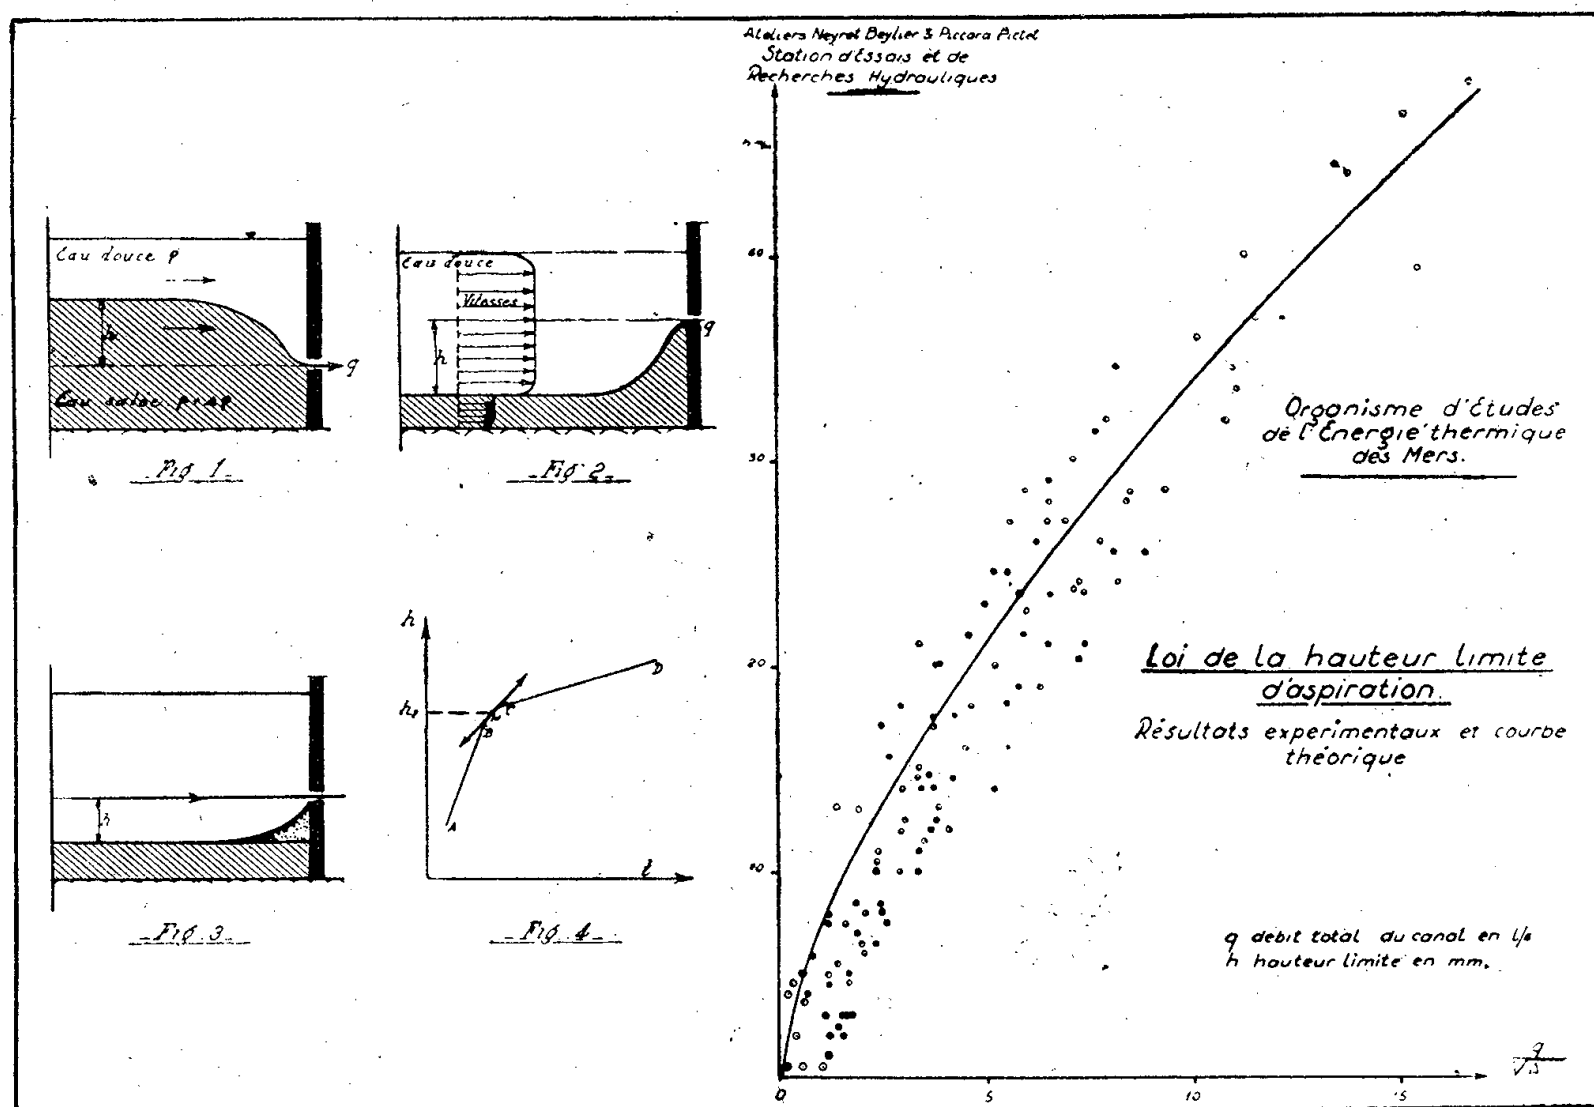 Ateliers Neyret Beylier & Piccard Pictet
Station d'Essais et de
Recherches Hydrauliques
Eau douce ρ
h
q
Fig 1
Eau douce
Vitesses
h
q
Fig 2
h
Fig. 3
h
h₁
A
B
C
D
t
Fig. 4
40
30
20
10
0
5
10
15
Organisme d'Études
de l'Énergie thermique
des Mers.
Loi de la hauteur limite
d'aspiration.
Résultats experimentaux et courbe
théorique
q débit total du canal en l/s
h hauteur limite en mm.